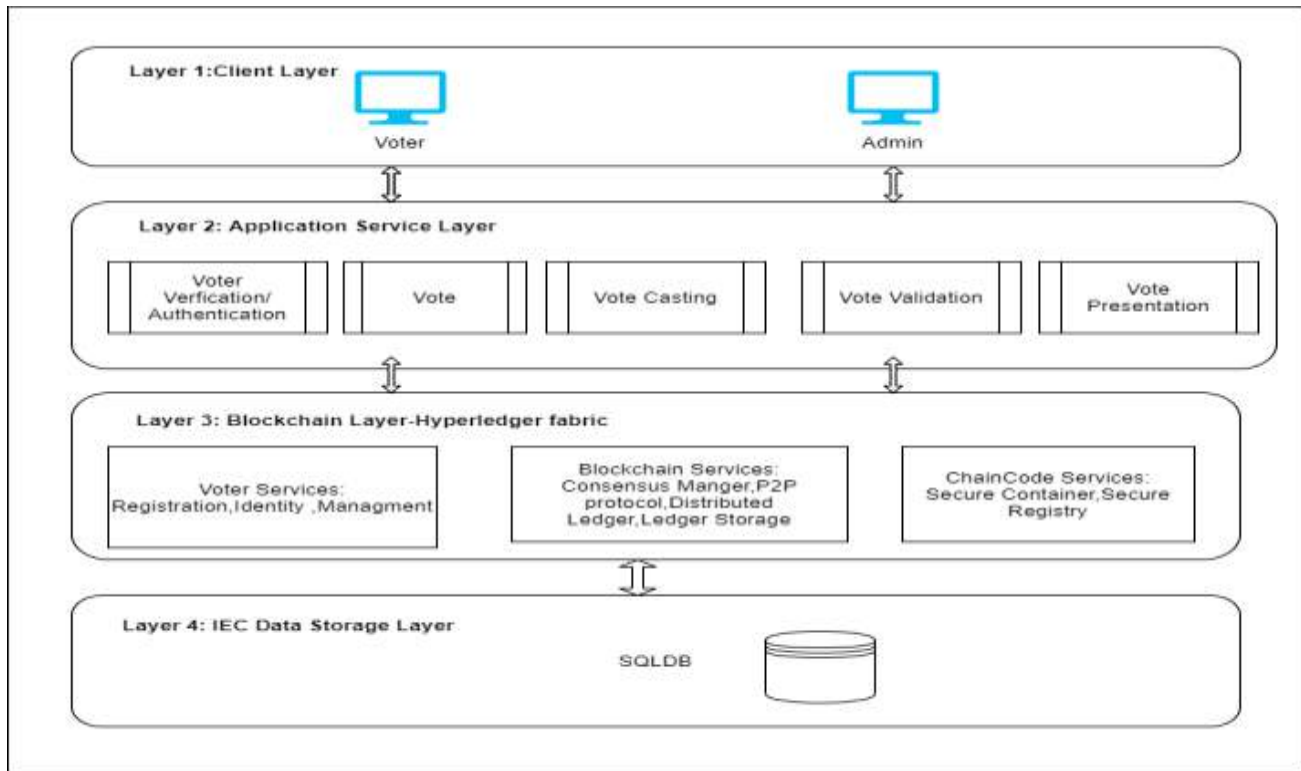 Layer 1:Client Layer
Voter
Admin
Layer 2: Application Service Layer
Voter
Verfication/
Authentication
Vote
Vote Casting
Vote Validation
Vote
Presentation
Layer 3: Blockchain Layer-Hyperledger fabric
Voter Services:
Registration,Identity ,Managment
Blockchain Services:
Consensus Manger,P2P
protocol,Distributed
Ledger,Ledger Storage
ChainCode Services:
Secure Container,Secure
Registry
Layer 4: IEC Data Storage Layer
SQLDB